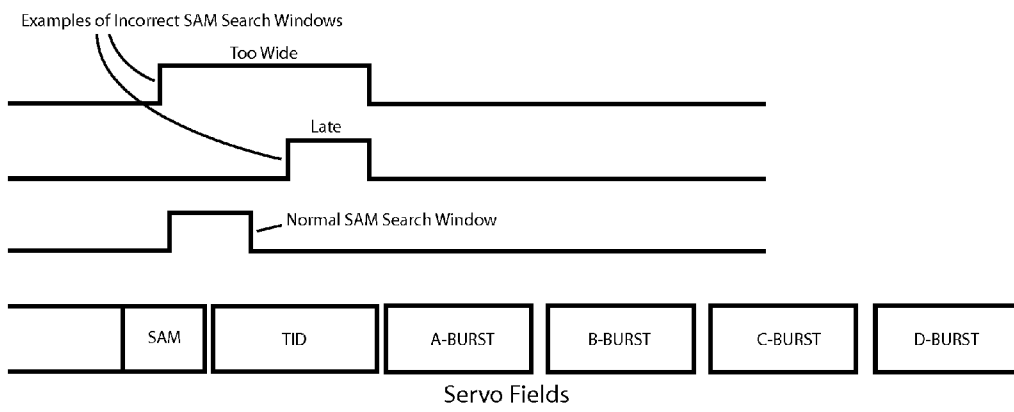 Examples of Incorrect SAM Search Windows
Too Wide
Late
Normal SAM Search Window
SAM
TID
A-BURST
B-BURST
C-BURST
D-BURST
Servo Fields